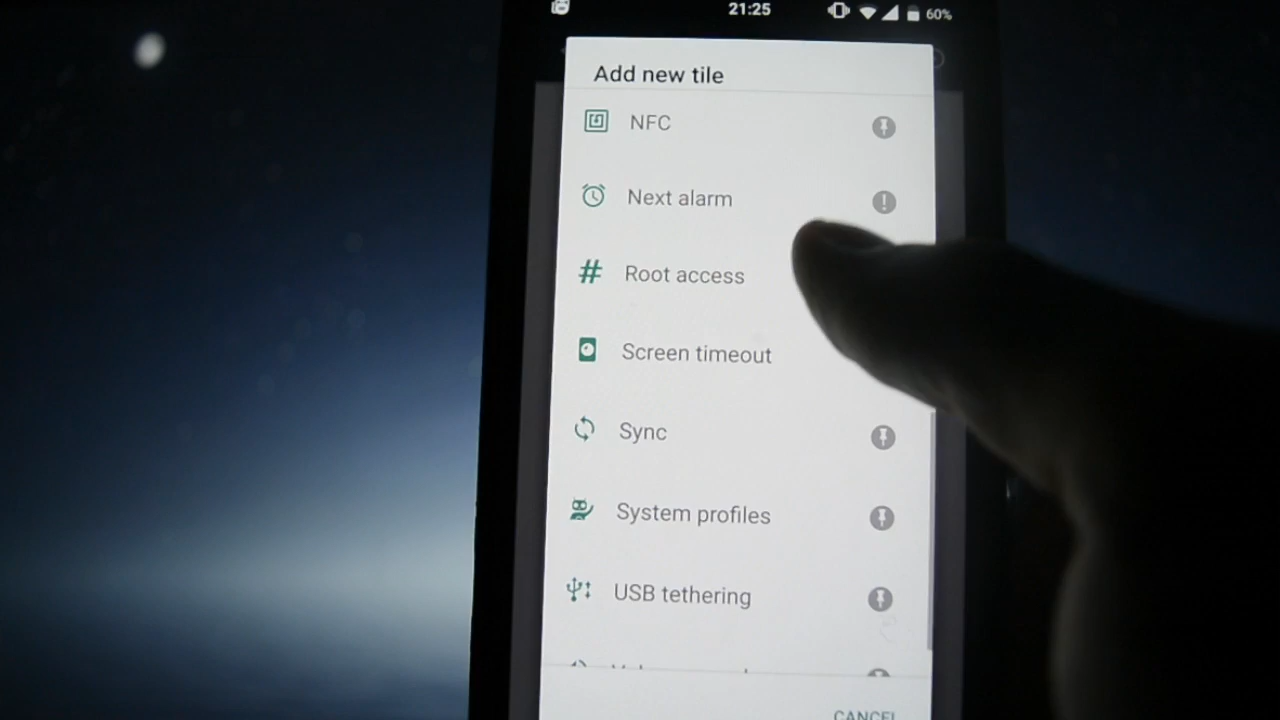 21:25
60%
Add new tile
NFC
Next alarm
Root access
Screen timeout
Sync
System profiles
USB tethering
CANCEL